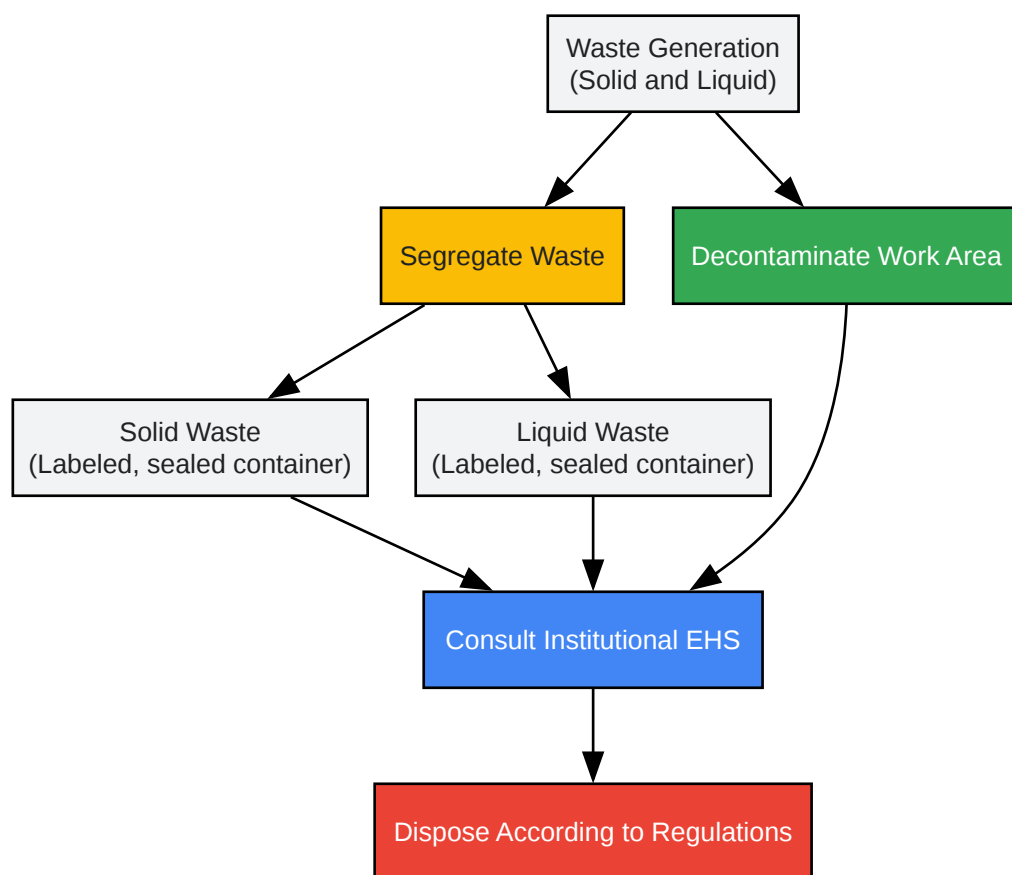 Waste Generation
(Solid and Liquid)
Segregate Waste
Decontaminate Work Area
Solid Waste
(Labeled, sealed container)
Liquid Waste
(Labeled, sealed container)
Consult Institutional EHS
Dispose According to Regulations